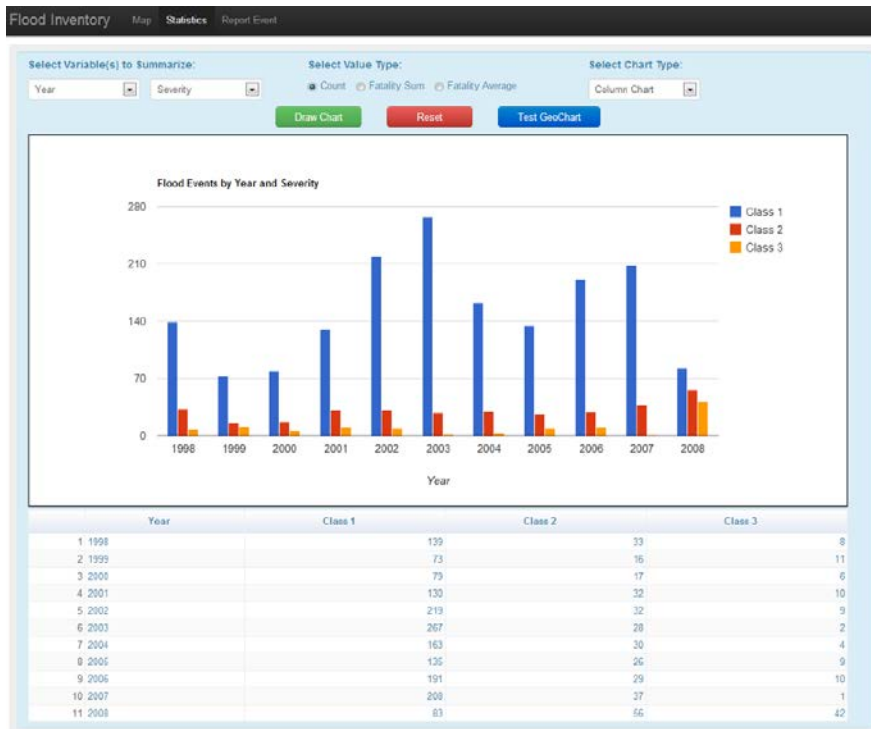 Flood Inventory Map Statistics Report Event
Select Variable(s) to Summarize: Select Value Type: Select Chart Type:
Year Severity Count Fatality Sum Fatality Average Column Chart
Draw Chart Reset Test GeoChart
Flood Events by Year and Severity
280
210
140
70
0
Class 1
Class 2
Class 3
1998 1999 2000 2001 2002 2003 2004 2005 2006 2007 2008
Year
Year Class 1 Class 2 Class 3
1 1998 139 33 8
2 1999 73 16 11
3 2000 79 17 6
4 2001 130 32 10
5 2002 219 32 9
6 2003 267 28 2
7 2004 163 30 4
8 2005 135 26 9
9 2006 191 29 10
10 2007 208 37 1
11 2008 83 56 42